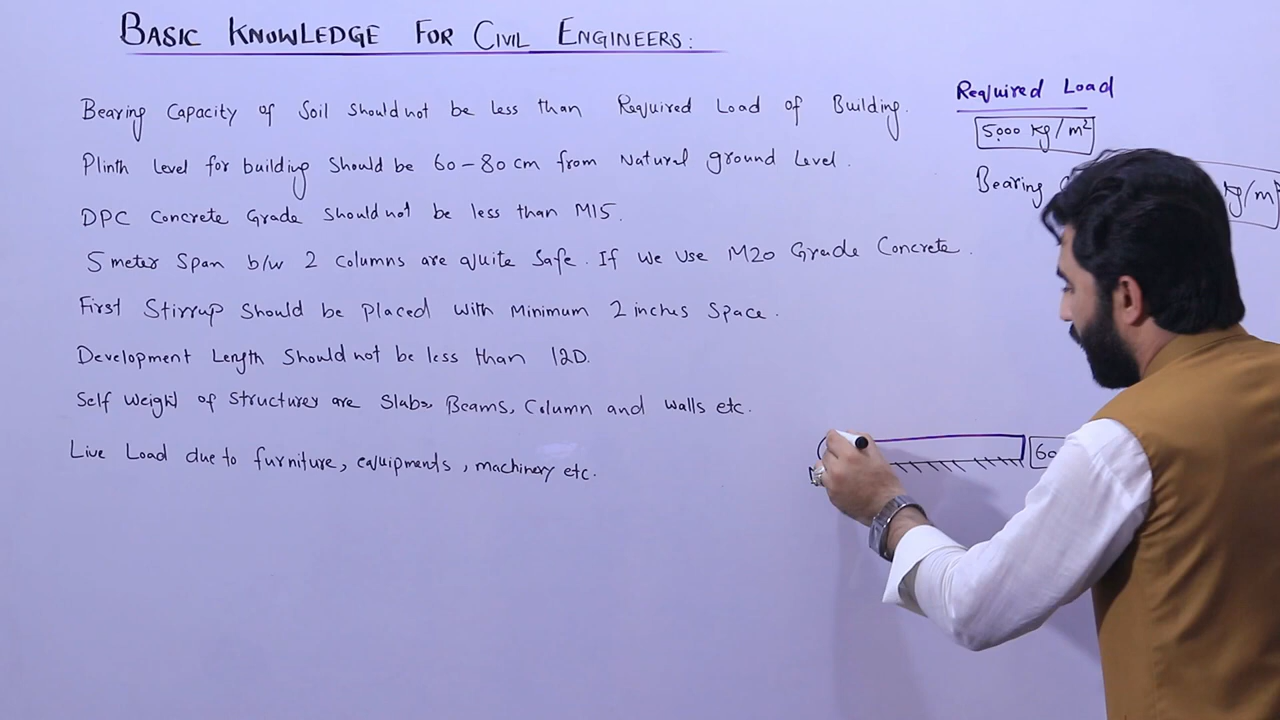 BASIC KNOWLEDGE FOR CIVIL ENGINEERS:
Bearing Capacity of Soil Should not be less than Required Load of Building.
Plinth Level for building Should be 60-80 cm from Natural ground Level.
DPC Concrete Grade Should not be less than M15.
5 meter Span b/w 2 columns are quite Safe. If We Use M20 Grade Concrete.
First Stirrup Should be Placed With Minimum 2 inches Space.
Development Length Should not be less than 12D.
Self Weight of Structures are Slabs, Beams, Column and Walls etc.
Live Load due to furniture, equipments, machinery etc.
Required Load
5000 Kg/m²
Bearing
Kg/m²
60